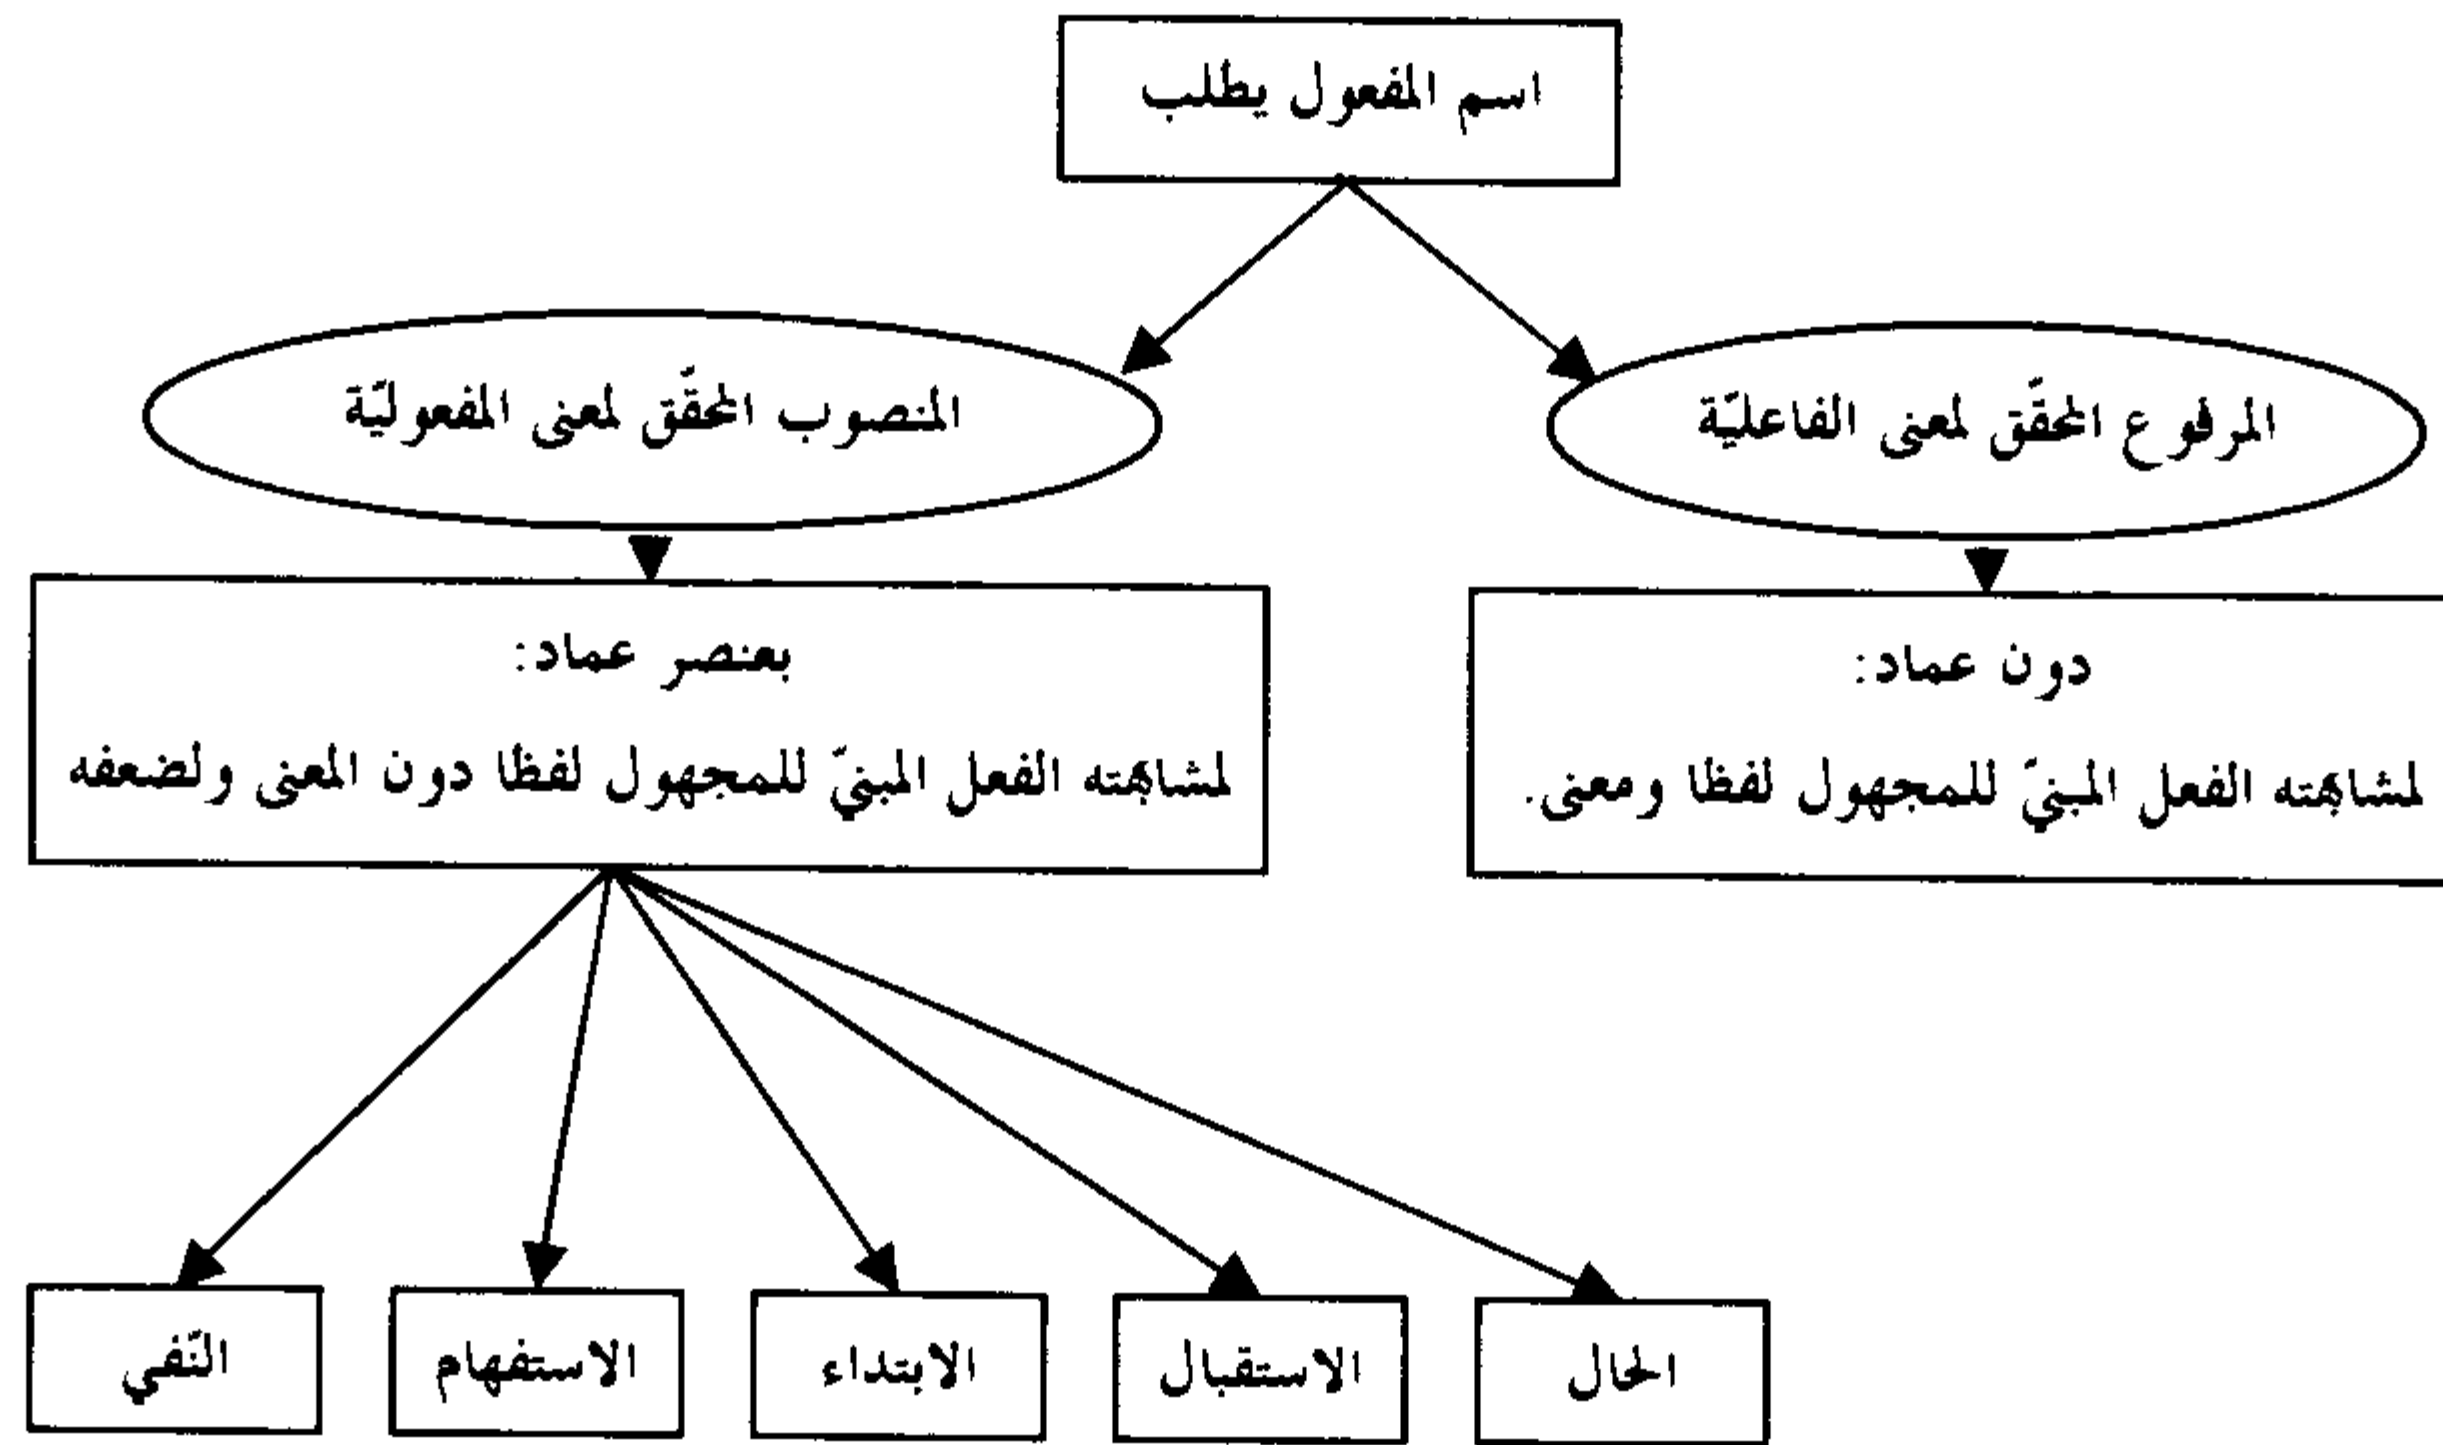 اسم المفعول يطلب
المرفوع المحقّق لمعنى الفاعليّة
المنصوب المحقّق لمعنى المفعوليّة
دون عماد:
لمشابهته الفعل المبنيّ للمجهول لفظا ومعنى.
بعنصر عماد:
لمشابهته الفعل المبنيّ للمجهول لفظا دون المعنى ولضعفه
الحال
الاستقبال
الابتداء
الاستفهام
النّفي